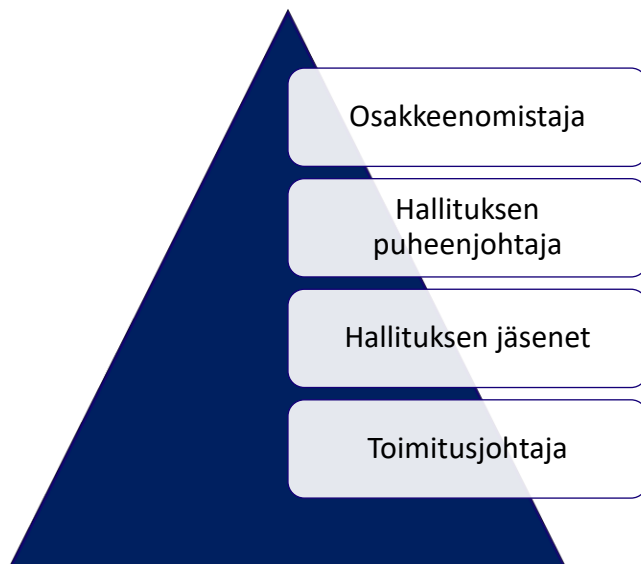 Osakkeenomistaja
Hallituksen
puheenjohtaja
Hallituksen jäsenet
Toimitusjohtaja